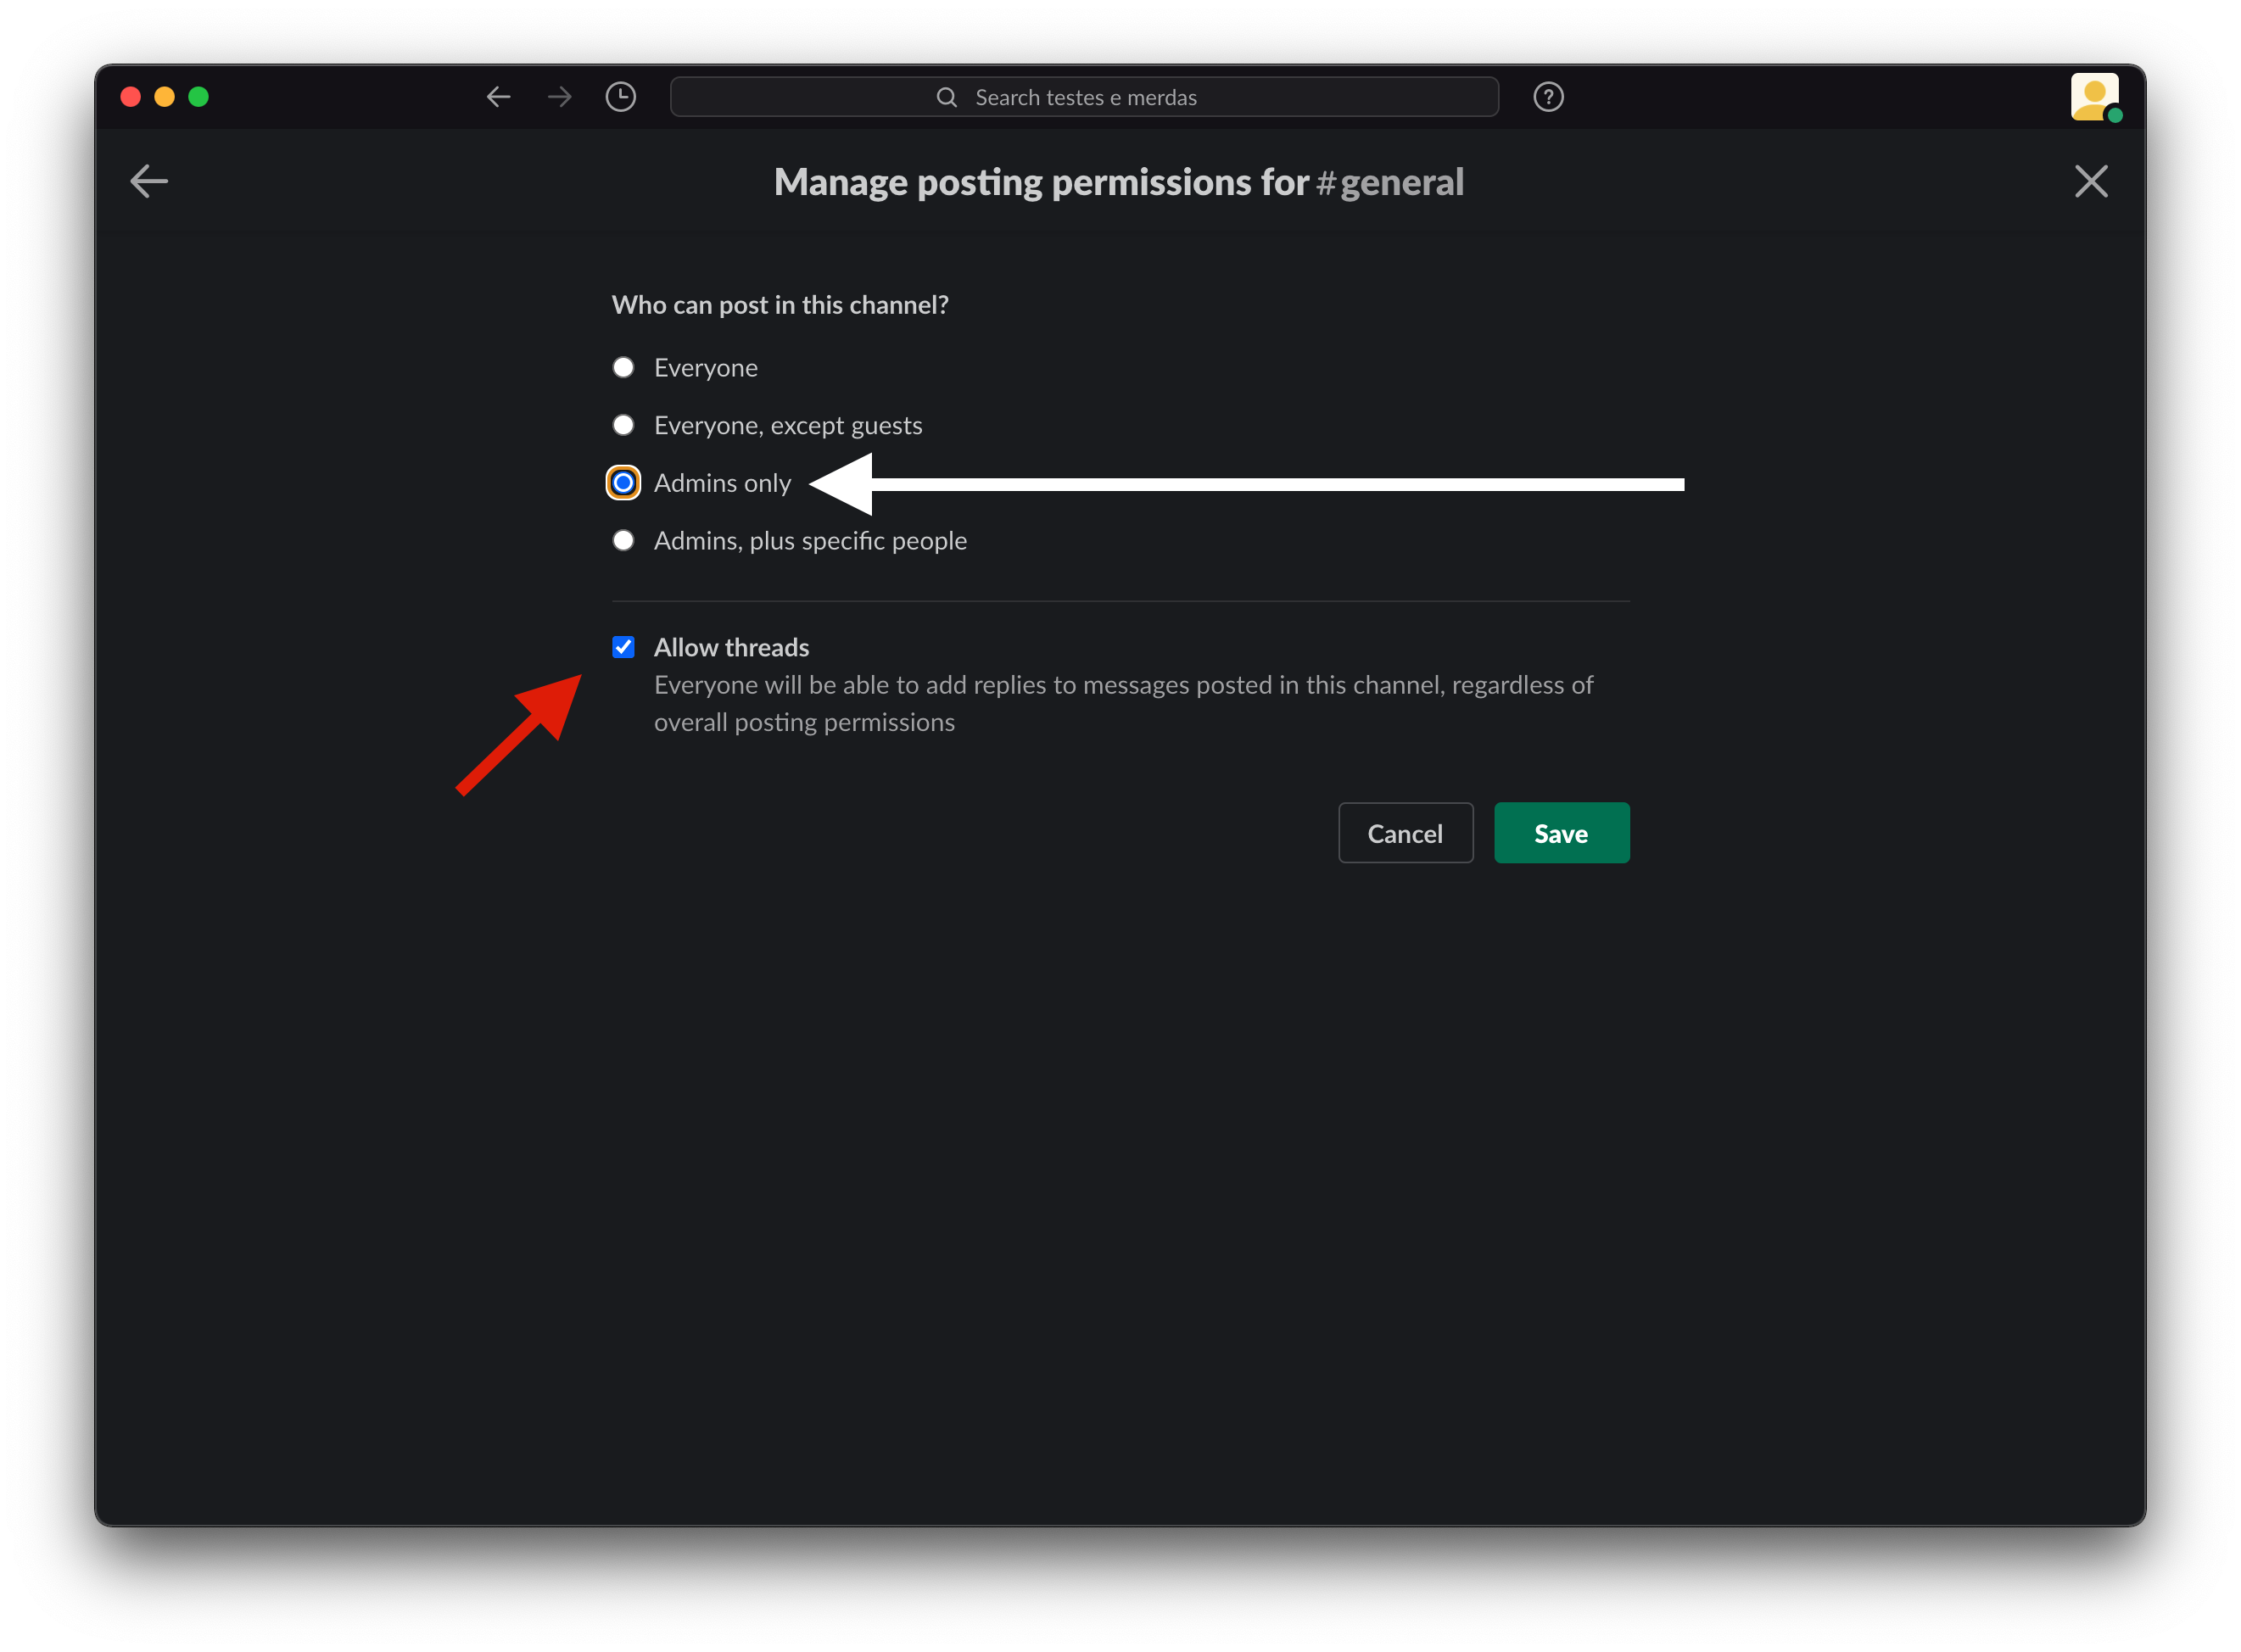 Search testes e merdas
Manage posting permissions for #general
Who can post in this channel?
Everyone
Everyone, except guests
Admins only
Admins, plus specific people
Allow threads
Everyone will be able to add replies to messages posted in this channel, regardless of
overall posting permissions
Cancel Save